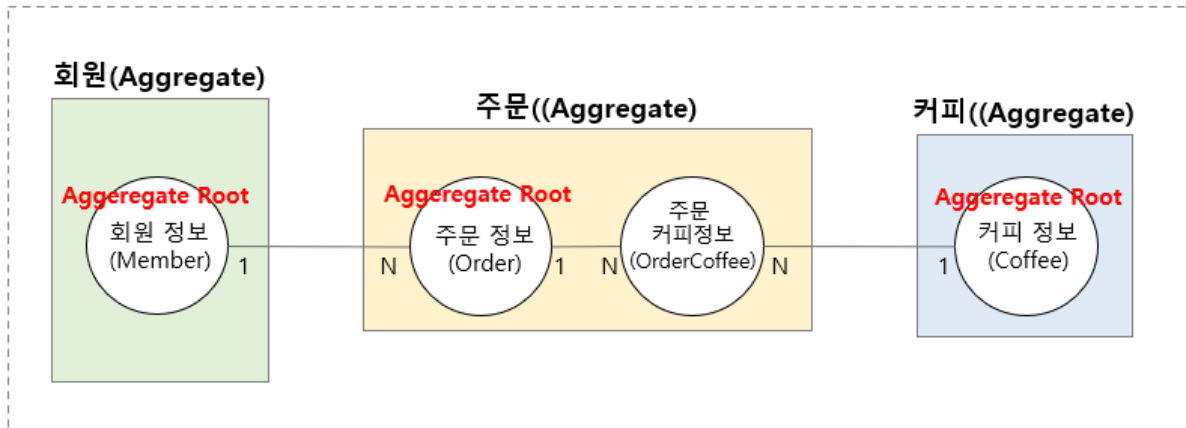 회원(Aggregate)
Aggeregate Root
회원 정보
(Member)
1
주문((Aggregate)
N
Aggeregate Root
주문 정보
(Order)
1
N
주문
커피정보
(OrderCoffee)
N
커피((Aggregate)
1
Aggeregate Root
커피 정보
(Coffee)